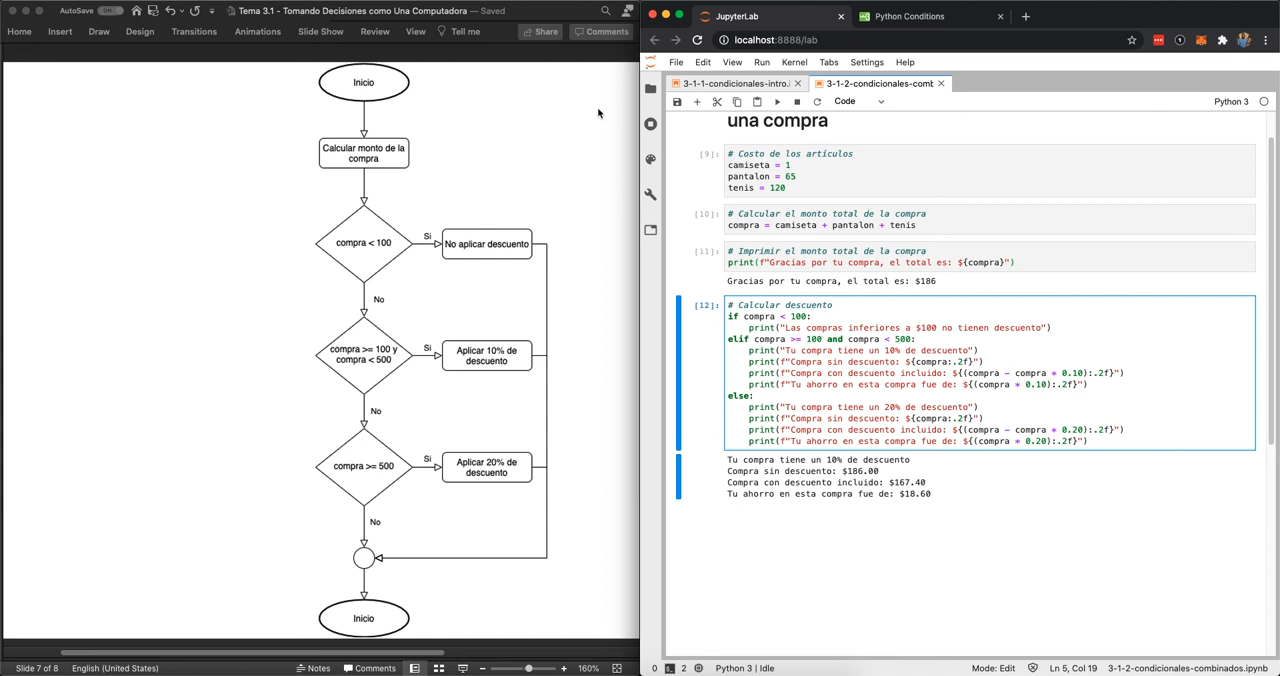 AutoSave
Tema 3.1 - Tomando Decisiones como Una Computadora — Saved
Home Insert Draw Design Transitions Animations Slide Show Review View Tell me Share Comments
Inicio
Calcular monto de la
compra
compra < 100
Si
No aplicar descuento
No
compra >= 100 y
compra < 500
Si
Aplicar 10% de
descuento
No
compra >= 500
Si
Aplicar 20% de
descuento
No
Inicio
Slide 7 of 8 English (United States) Notes Comments 160%
JupyterLab Python Conditions
localhost:8888/lab
File Edit View Run Kernel Tabs Settings Help
3-1-1-condicionales-intro.i 3-1-2-condicionales-comb
Code Python 3
una compra
[9]: # Costo de los artículos
camiseta = 1
pantalon = 65
tenis = 120
[10]: # Calcular el monto total de la compra
compra = camiseta + pantalon + tenis
[11]: # Imprimir el monto total de la compra
print(f"Gracias por tu compra, el total es: ${compra}")
Gracias por tu compra, el total es: $186
[12]: # Calcular descuento
if compra < 100:
print("Las compras inferiores a $100 no tienen descuento")
elif compra >= 100 and compra < 500:
print("Tu compra tiene un 10% de descuento")
print(f"Compra sin descuento: ${compra:.2f}")
print(f"Compra con descuento incluido: ${(compra - compra * 0.10):.2f}")
print(f"Tu ahorro en esta compra fue de: ${(compra * 0.10):.2f}")
else:
print("Tu compra tiene un 20% de descuento")
print(f"Compra sin descuento: ${compra:.2f}")
print(f"Compra con descuento incluido: ${(compra - compra * 0.20):.2f}")
print(f"Tu ahorro en esta compra fue de: ${(compra * 0.20):.2f}")
Tu compra tiene un 10% de descuento
Compra sin descuento: $186.00
Compra con descuento incluido: $167.40
Tu ahorro en esta compra fue de: $18.60
0 2 Python 3 | Idle Mode: Edit Ln 5, Col 19 3-1-2-condicionales-combinados.ipynb